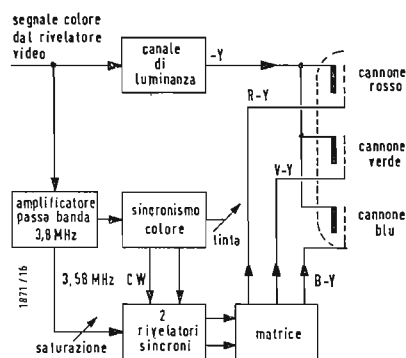 segnale colore
dal rivelatore
video
canale
di
luminanza
-Y
cannone
rosso
R-Y
cannone
verde
V-Y
cannone
blu
amplificatore
passa banda
3,8 MHz
sincronismo
colore
tinta
1871/16
3,58 MHz
CW
B-Y
saturazione
2
rivelatori
sincroni
matrice